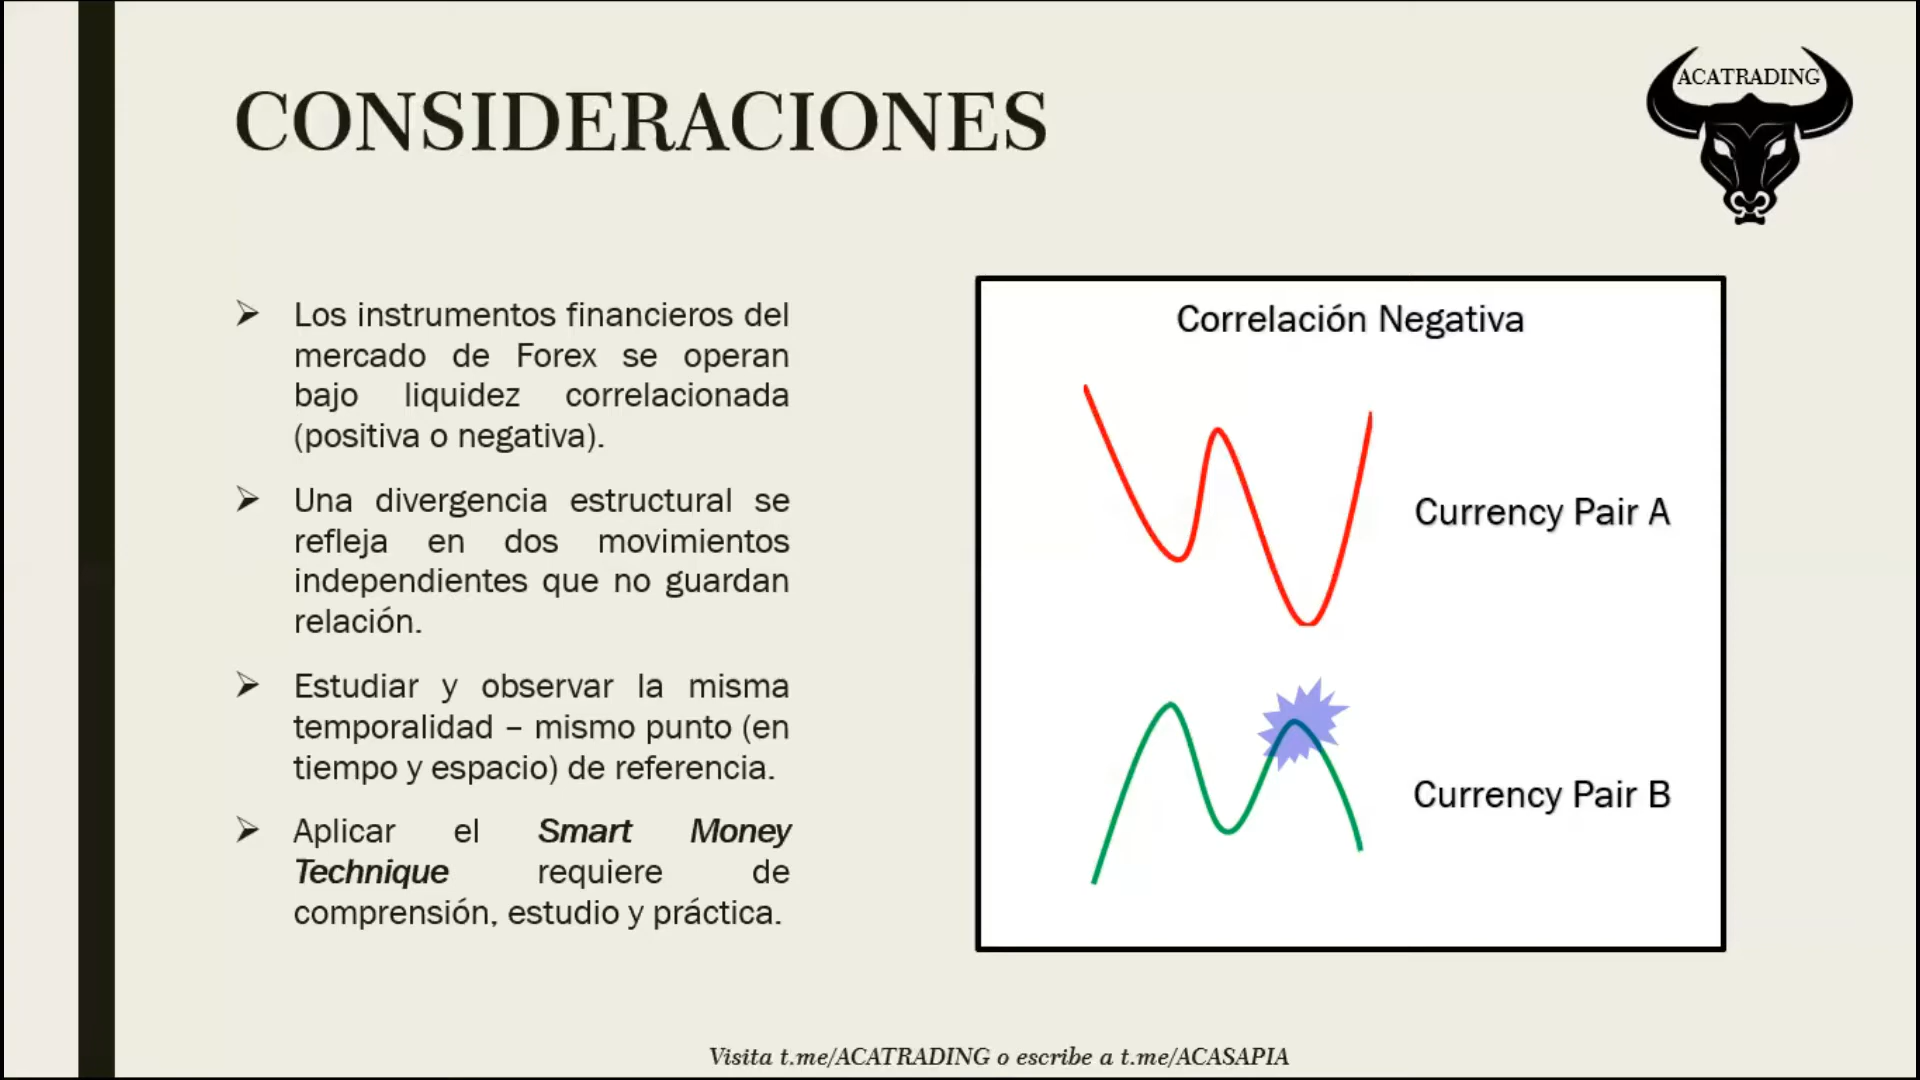 ACATRADING
CONSIDERACIONES
Los instrumentos financieros del
mercado de Forex se operan
bajo liquidez correlacionada
(positiva o negativa).
Una divergencia estructural se
refleja en dos movimientos
independientes que no guardan
relación.
Estudiar y observar la misma
temporalidad – mismo punto (en
tiempo y espacio) de referencia.
Aplicar el Smart Money
Technique requiere de
comprensión, estudio y práctica.
Correlación Negativa
Currency Pair A
Currency Pair B
Visita t.me/ACATRADING o escribe a t.me/ACASAPIA